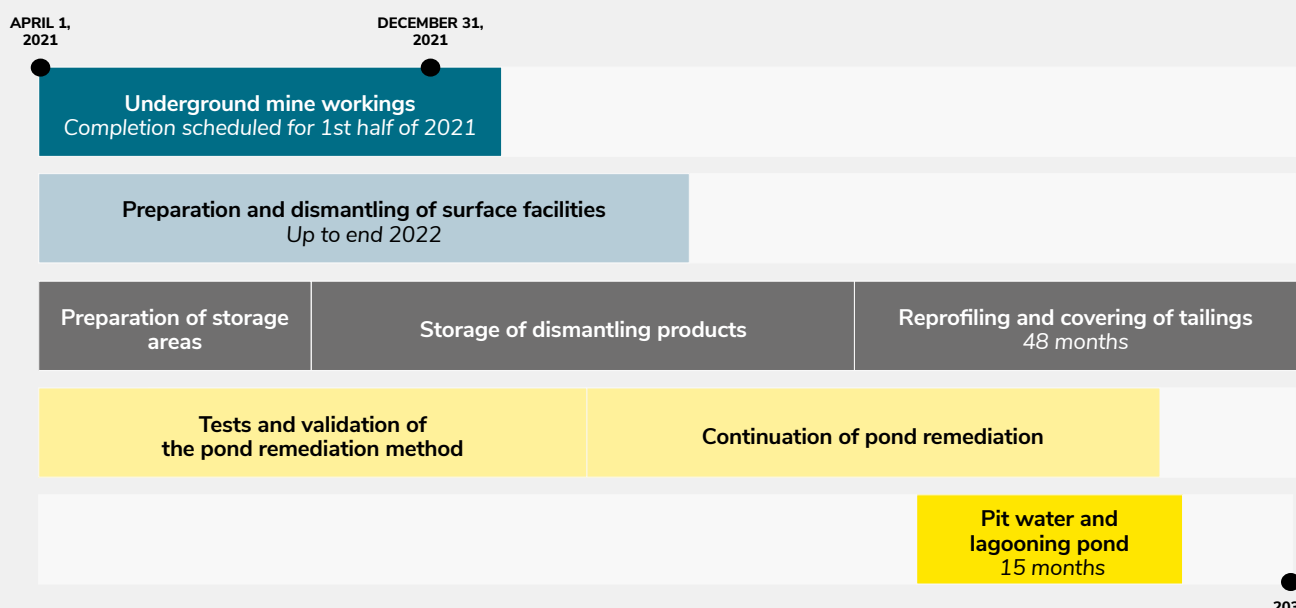 APRIL 1,
2021
DECEMBER 31,
2021
Underground mine workings
Completion scheduled for 1st half of 2021
Preparation and dismantling of surface facilities
Up to end 2022
Preparation of storage
areas
Storage of dismantling products
Reprofiling and covering of tailings
48 months
Tests and validation of
the pond remediation method
Continuation of pond remediation
Pit water and
lagooning pond
15 months